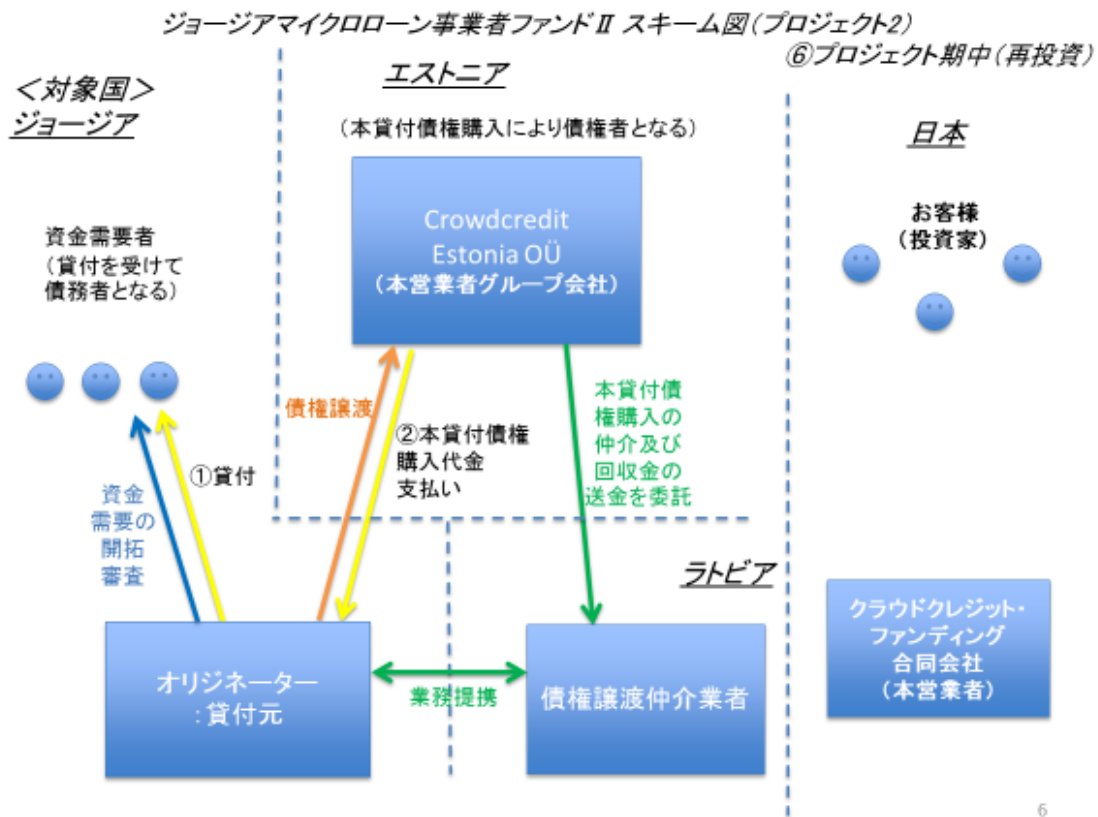 ジョージアマイクロローン事業者ファンドⅡ スキーム図(プロジェクト2)
⑥プロジェクト期中(再投資)
<対象国>
ジョージア
エストニア
(本貸付債権購入により債権者となる)
日本
Crowdcredit
Estonia OÜ
(本営業者グループ会社)
お客様
(投資家)
資金需要者
(貸付を受けて
債務者となる)
債権譲渡
②本貸付債権
購入代金
支払い
本貸付債
権購入の
仲介及び
回収金の
送金を委託
①貸付
資金
需要の
開拓
審査
ラトビア
オリジネーター
:貸付元
業務提携
債権譲渡仲介業者
クラウドクレジット・
ファンディング
合同会社
(本営業者)
6